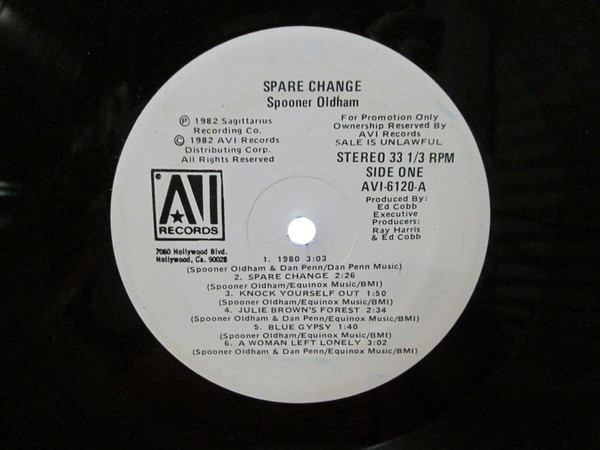 SPARE CHANGE
Spooner Oldham
℗ 1982 Sagittarius
Recording Co.
© 1982 AVI Records
Distributing Corp.
All Rights Reserved
For Promotion Only
Ownership Reserved By
AVI Records
SALE IS UNLAWFUL
STEREO 33 1/3 RPM
SIDE ONE
AVI-6120-A
Produced By:
Ed Cobb
Executive
Producers:
Ray Harris
& Ed Cobb
AVI
RECORDS
7060 Hollywood Blvd.
Hollywood, Ca. 90028
1. 1980 3:03
(Spooner Oldham & Dan Penn/Dan Penn Music)
2. SPARE CHANGE 2:26
(Spooner Oldham/Equinox Music/BMI)
3. KNOCK YOURSELF OUT 1:50
(Spooner Oldham/Equinox Music/BMI)
4. JULIE BROWN'S FOREST 2:34
(Spooner Oldham & Dan Penn/Equinox Music/BMI)
5. BLUE GYPSY 1:40
(Spooner Oldham/Equinox Music/BMI)
6. A WOMAN LEFT LONELY 3:02
(Spooner Oldham & Dan Penn/Equinox Music/BMI)